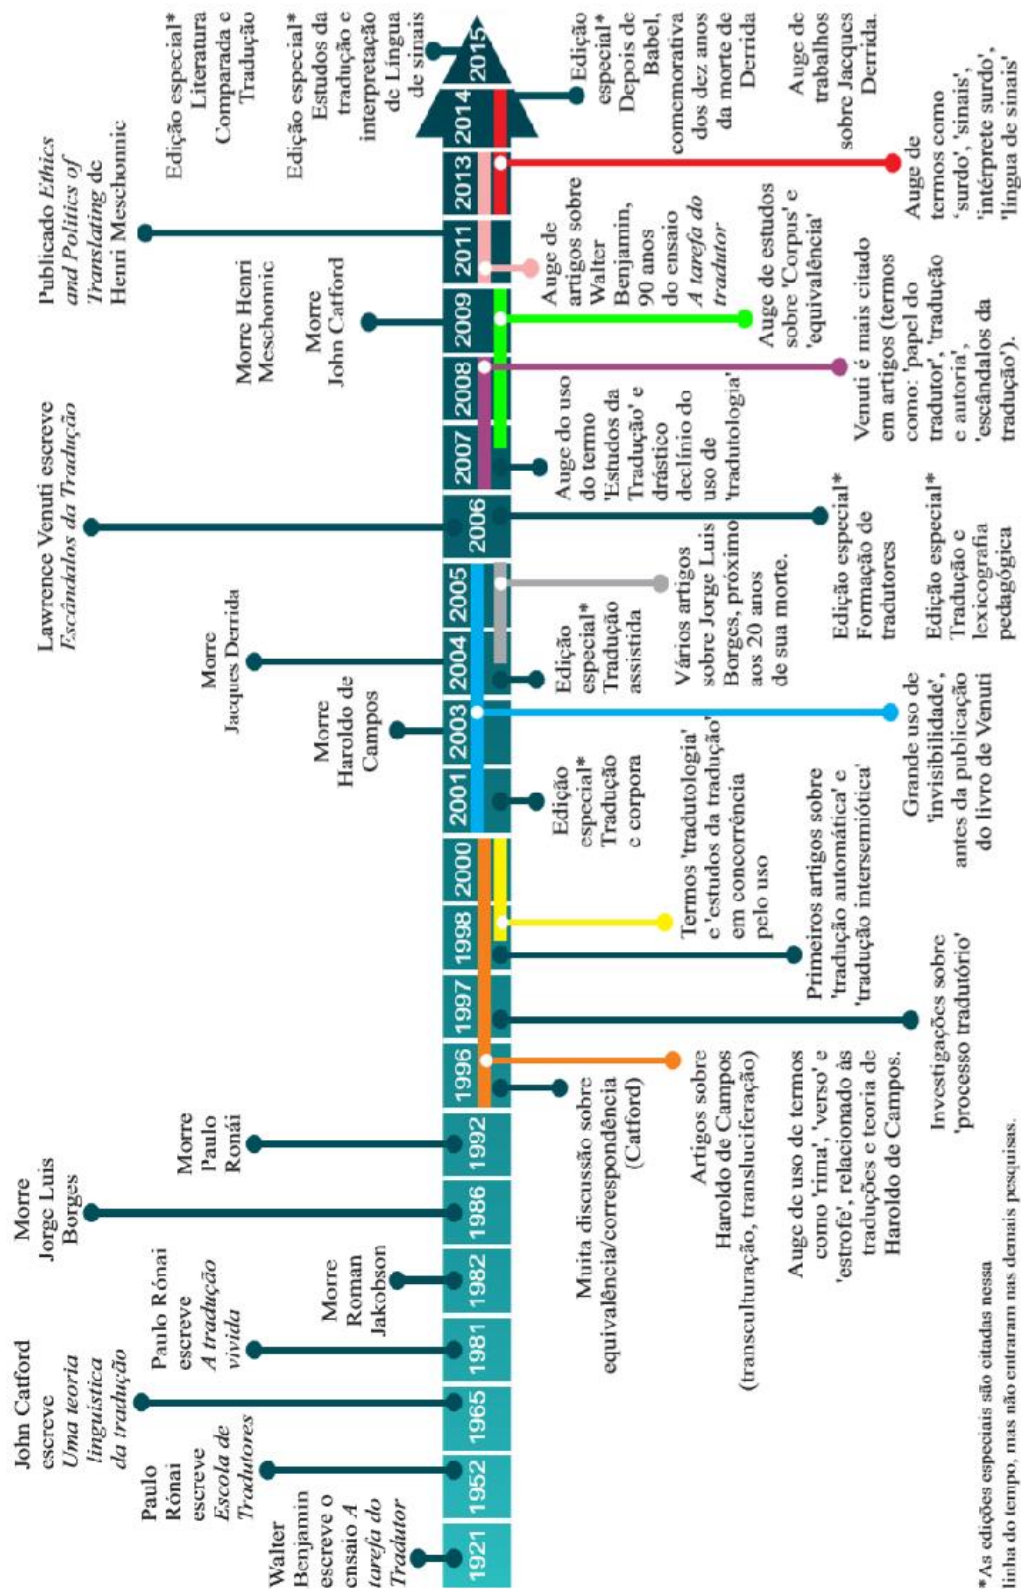 Walter
Benjamin
escreve o
ensaio A
tarefa do
Tradutor
Paulo
Rónai
escreve
Escola de
Tradutores
John Catford
escreve
Uma teoria
linguística
da tradução
Paulo Rónai
escreve
A tradução
vivida
Morre
Roman
Jakobson
Morre
Jorge Luis
Borges
Morre
Paulo
Ronái
Morre
Haroldo de
Campos
Morre
Jacques Derrida
Lawrence Venuti escreve
Escândalos da Tradução
Morre Henri
Meschonnic
Morre
John Catford
Publicado Ethics
and Politics of
Translating de
Henri Meschonnic
Edição especial*
Literatura
Comparada e
Tradução
Edição especial*
Estudos da
tradução e
interpretação
de Língua
de sinais
1921
1952
1965
1981
1982
1986
1992
1996
1997
1998
2000
2001
2003
2004
2005
2006
2007
2008
2009
2011
2013
2014
2015
Muita discussão sobre
equivalência/correspondência
(Catford)
Artigos sobre
Haroldo de Campos
(transculturação, transluciferação)
Auge de uso de termos
como 'rima', 'verso' e
'estrofe', relacionado às
traduções e teoria de
Haroldo de Campos.
Investigações sobre
'processo tradutório'
Primeiros artigos sobre
'tradução automática' e
'tradução intersemiótica'
Termos 'tradutologia'
e 'estudos da tradução'
em concorrência
pelo uso
Edição
especial*
Tradução
e corpora
Grande uso de
'invisibilidade',
antes da publicação
do livro de Venuti
Edição
especial*
Tradução
assistida
Vários artigos
sobre Jorge Luis
Borges, próximo
aos 20 anos
de sua morte.
Edição especial*
Formação de
tradutores
Edição especial*
Tradução e
lexicografia
pedagógica
Auge do uso
do termo
'Estudos da
Tradução' e
drástico
declínio do
uso de
'tradutologia'
Venuti é mais citado
em artigos (termos
como: 'papel do
tradutor', 'tradução
e autoria',
'escândalos da
tradução').
Auge de estudos
sobre 'Corpus' e
'equivalência'
Auge de
artigos sobre
Walter
Benjamin,
90 anos
do ensaio
A tarefa do
tradutor
Auge de
termos como
'surdo', 'sinais',
'intérprete surdo',
'língua de sinais'
Edição
especial*
Depois de
Babel,
comemorativa
dos dez anos
da morte de
Derrida
Auge de
trabalhos
sobre Jacques
Derrida.
*As edições especiais são citadas nessa
linha do tempo, mas não entraram nas demais pesquisas.